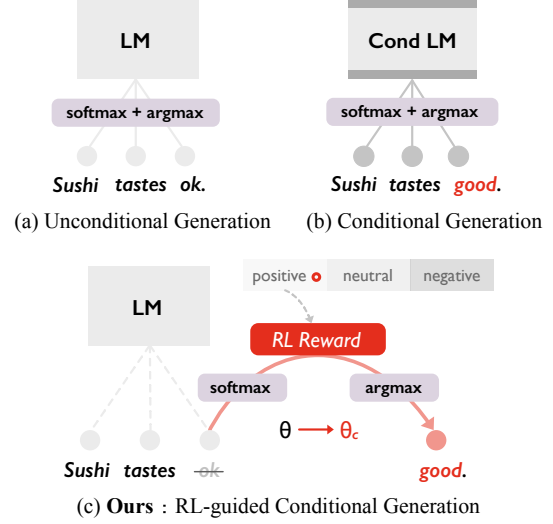 LM
Cond LM
softmax + argmax
softmax + argmax
Sushi tastes ok.
Sushi tastes good.
(a) Unconditional Generation
(b) Conditional Generation
positive neutral negative
LM
RL Reward
softmax
argmax
θ → θc
Sushi tastes ok
good.
(c) Ours : RL-guided Conditional Generation